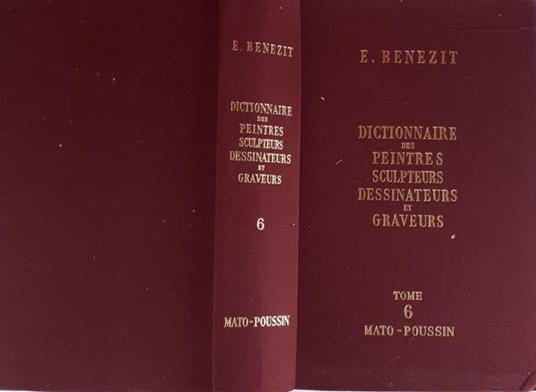 E. BENEZIT
DICTIONNAIRE
DES
PEINTRES
SCULPTEURS
DESSINATEURS
ET
GRAVEURS
6
MATO-POUSSIN
E. BENEZIT
DICTIONNAIRE
DES
PEINTRES
SCULPTEURS
DESSINATEURS
ET
GRAVEURS
TOME
6
MATO-POUSSIN